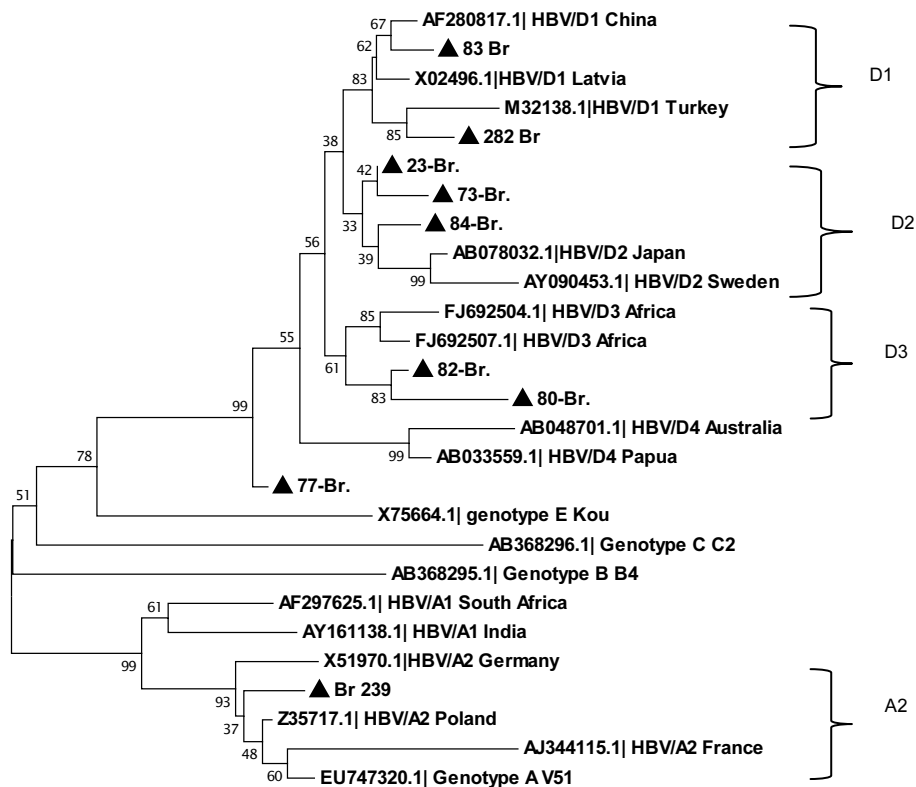 AF280817.1| HBV/D1 China
67
83 Br
62
X02496.1|HBV/D1 Latvia
D1
83
M32138.1|HBV/D1 Turkey
85
282 Br
38
23-Br.
42
73-Br.
33
84-Br.
D2
56
39
AB078032.1|HBV/D2 Japan
99
AY090453.1| HBV/D2 Sweden
FJ692504.1| HBV/D3 Africa
85
FJ692507.1| HBV/D3 Africa
55
D3
61
82-Br.
83
80-Br.
99
AB048701.1| HBV/D4 Australia
99
AB033559.1| HBV/D4 Papua
78
77-Br.
51
X75664.1| genotype E Kou
AB368296.1| Genotype C C2
AB368295.1| Genotype B B4
AF297625.1| HBV/A1 South Africa
61
AY161138.1| HBV/A1 India
99
X51970.1|HBV/A2 Germany
93
Br 239
A2
37
Z35717.1| HBV/A2 Poland
48
AJ344115.1| HBV/A2 France
60
EU747320.1| Genotype A V51